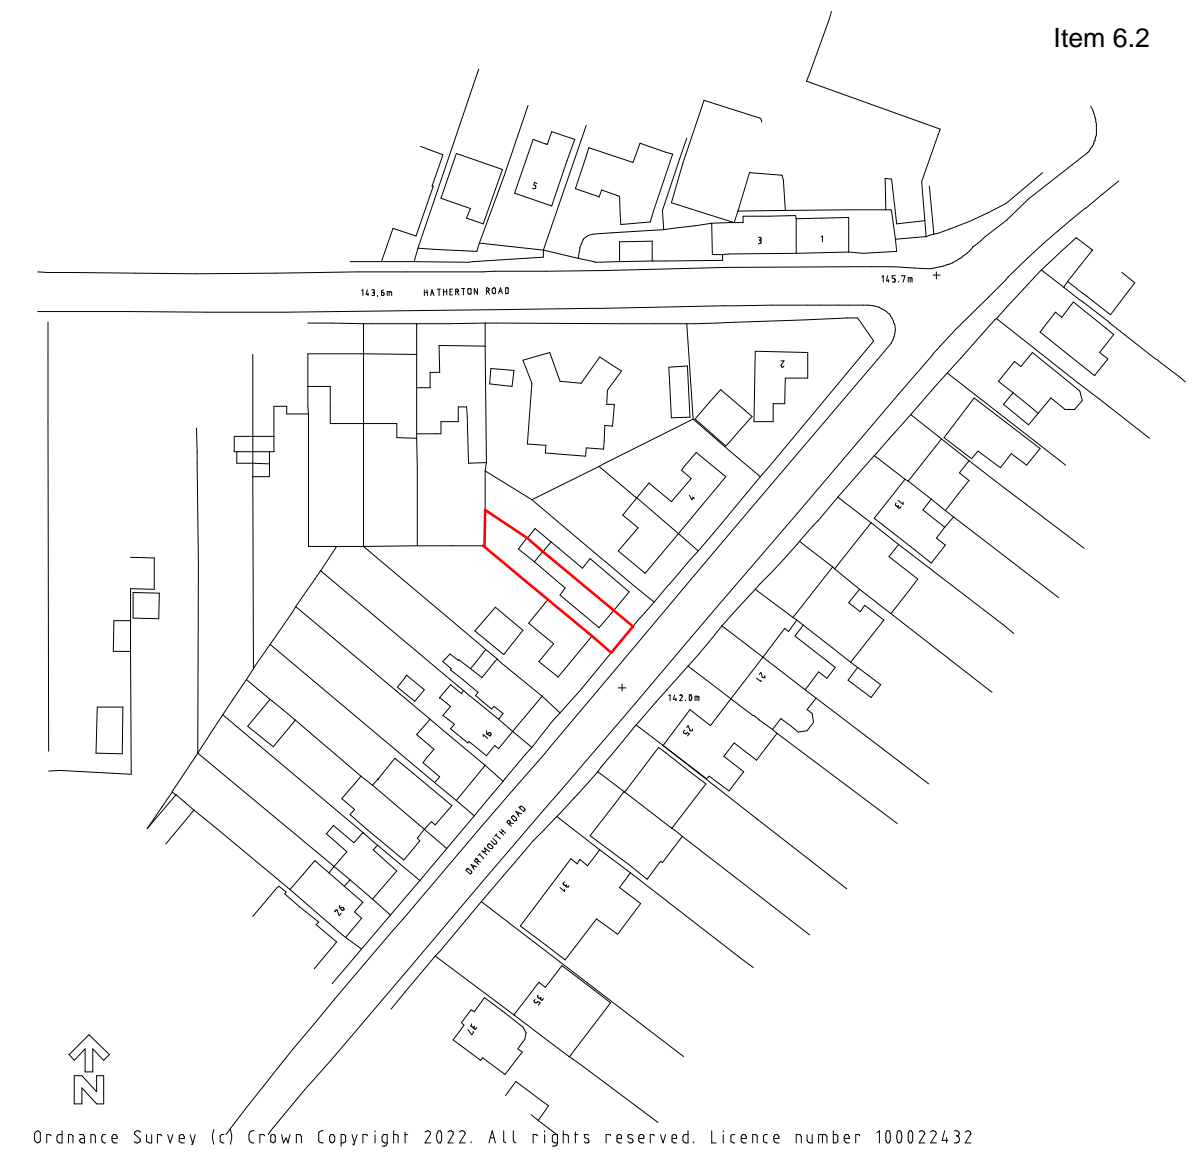 Item 6.2
5
3
1
145.7m
143.6m HATHERTON ROAD
2
4
13
21
142.0m
16
25
DARTMOUTH ROAD
31
26
35
37
N
Ordnance Survey (c) Crown Copyright 2022. All rights reserved. Licence number 100022432